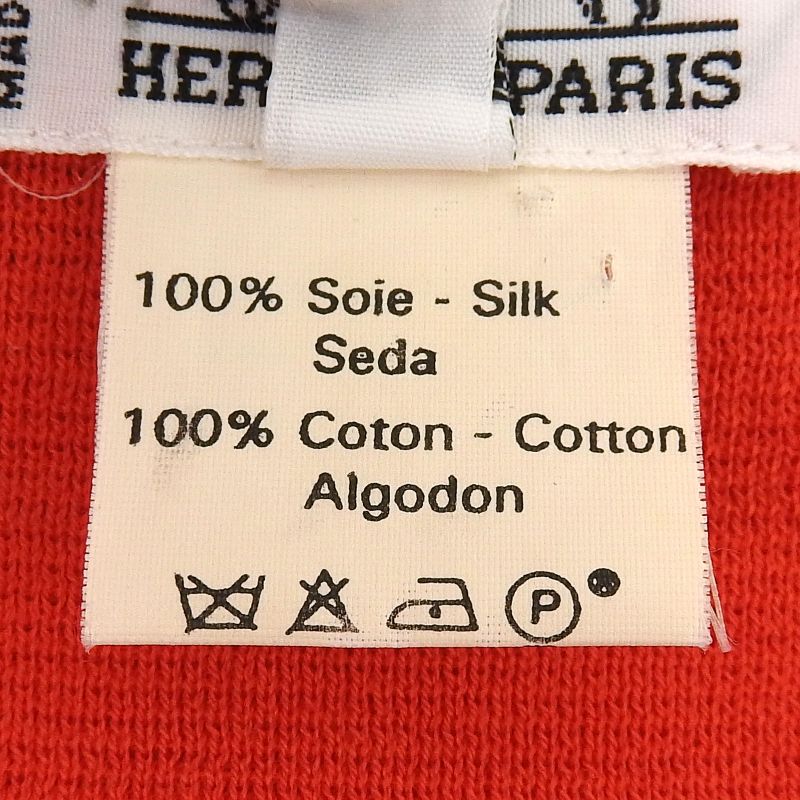 HER PARIS
100% Soie - Silk
Seda
100% Coton - Cotton
Algodon
P